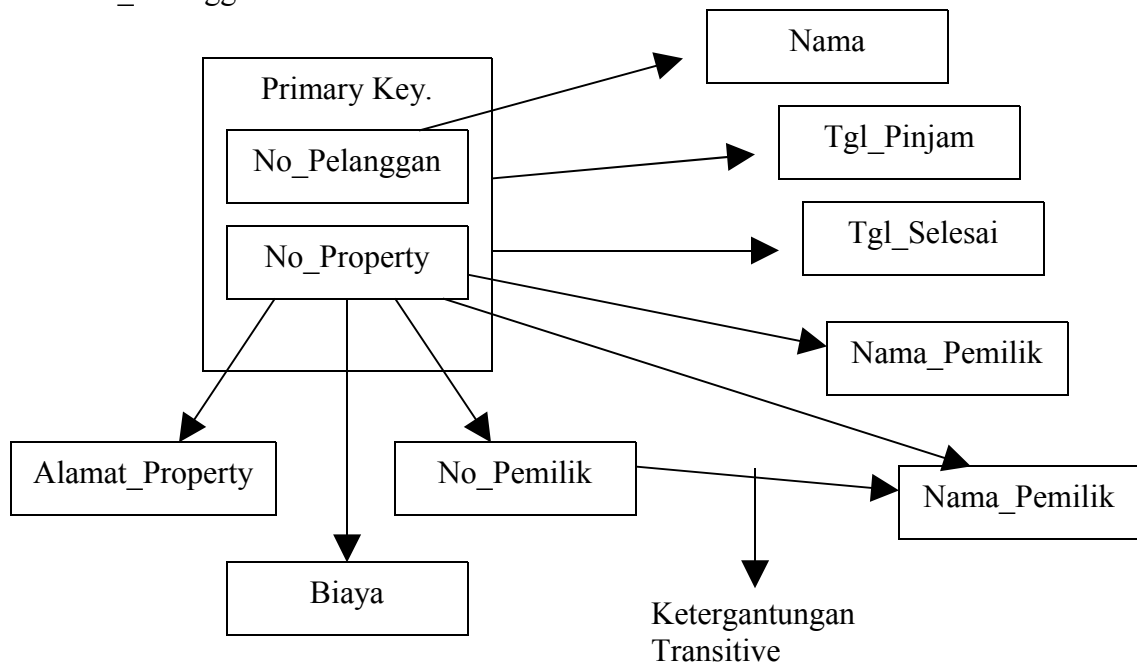 Nama
Primary Key.
Tgl_Pinjam
No_Pelanggan
Tgl_Selesai
No_Property
Nama_Pemilik
Alamat_Property
No_Pemilik
Nama_Pemilik
Biaya
Ketergantungan
Transitive